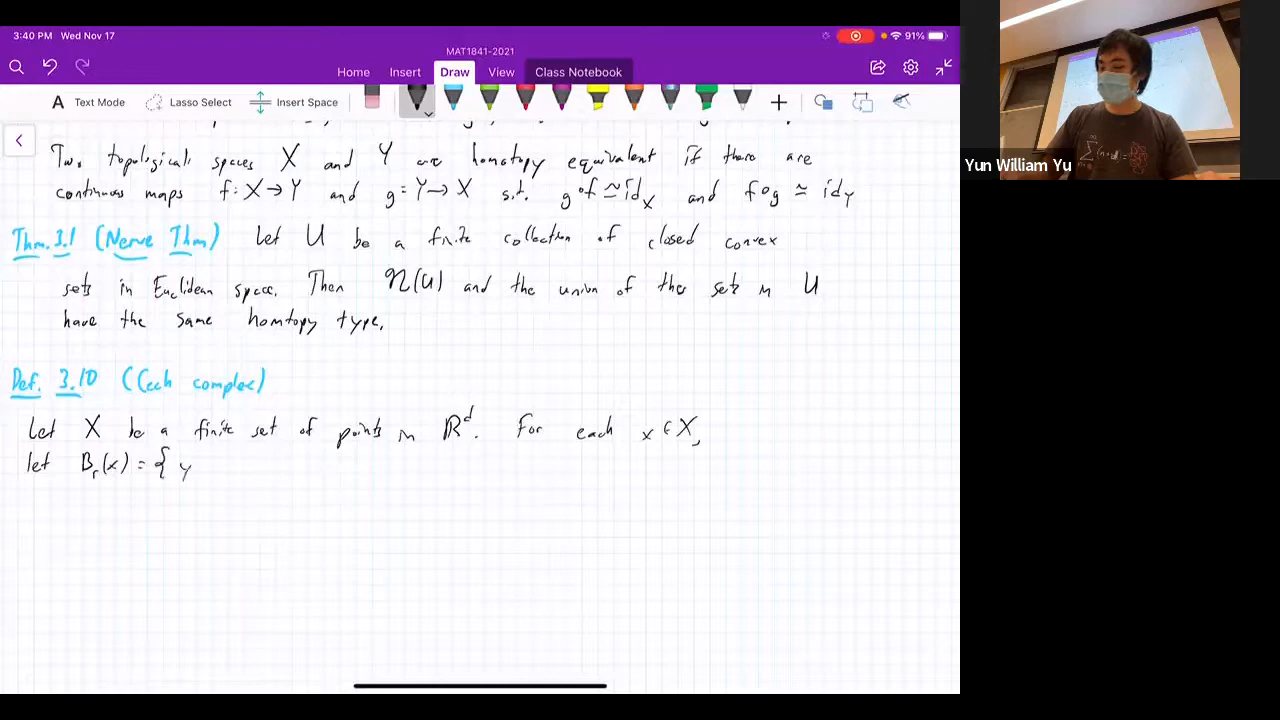 3:40 PM Wed Nov 17
91%
MAT1841-2021
Home Insert Draw View Class Notebook
A Text Mode Lasso Select Insert Space
Two topological spaces X and Y are homotopy equivalent if there are
continuous maps f: X → Y and g: Y → X s.t. g∘f ≃ id_X and f∘g ≃ id_Y
Thm. 3.1 (Nerve Thm) Let U be a finite collection of closed convex
sets in Euclidean space. Then N(U) and the union of the sets in U
have the same homtopy type.
Def. 3.10 (Cech complex)
Let X be a finite set of points in ℝ^d. For each x ∈ X,
let B_r(x) = { y
Yun William Yu